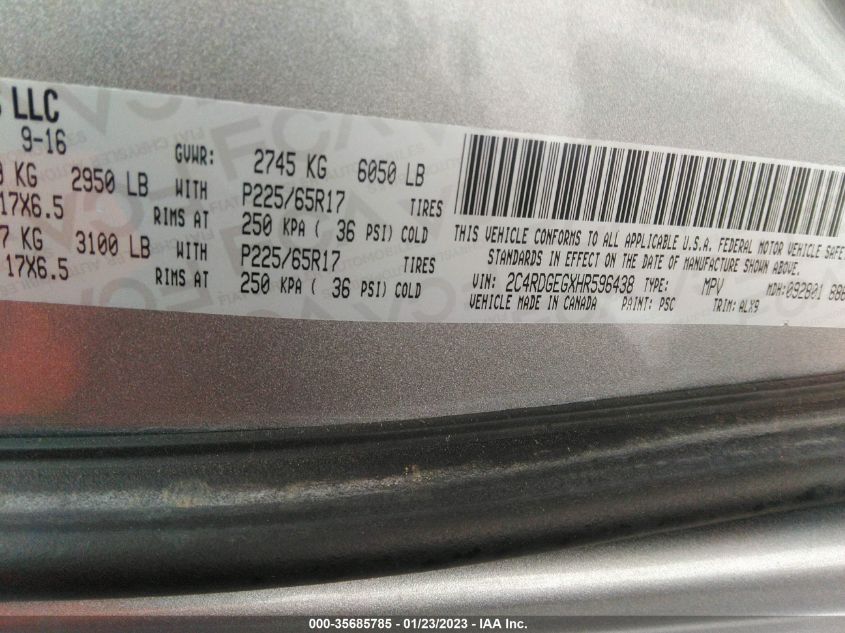 S LLC
9-16
GVWR: 2745 KG 6050 LB
KG 2950 LB WITH P225/65R17 TIRES
17X6.5 RIMS AT 250 KPA ( 36 PSI) COLD
7 KG 3100 LB WITH P225/65R17 TIRES
17X6.5 RIMS AT 250 KPA ( 36 PSI) COLD
THIS VEHICLE CONFORMS TO ALL APPLICABLE U.S.A. FEDERAL MOTOR VEHICLE SAFE
STANDARDS IN EFFECT ON THE DATE OF MANUFACTURE SHOWN ABOVE.
VIN: 2C4RDGEGXHR596438 TYPE: MPV MDH:092801 886
VEHICLE MADE IN CANADA PAINT: PSC TRIM: ALX9
000-35685785 - 01/23/2023 - IAA Inc.